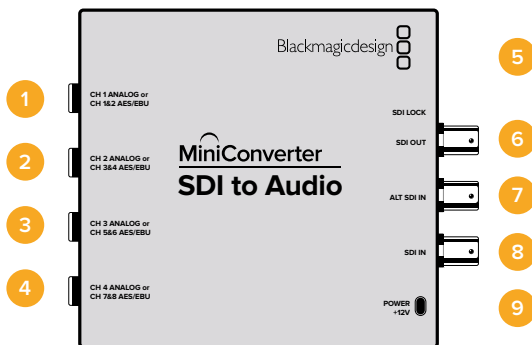 Blackmagicdesign
1
CH 1 ANALOG or
CH 1&2 AES/EBU
2
CH 2 ANALOG or
CH 3&4 AES/EBU
3
CH 3 ANALOG or
CH 5&6 AES/EBU
4
CH 4 ANALOG or
CH 7&8 AES/EBU
MiniConverter
SDI to Audio
5
SDI LOCK
6
SDI OUT
7
ALT SDI IN
8
SDI IN
9
POWER
+12V